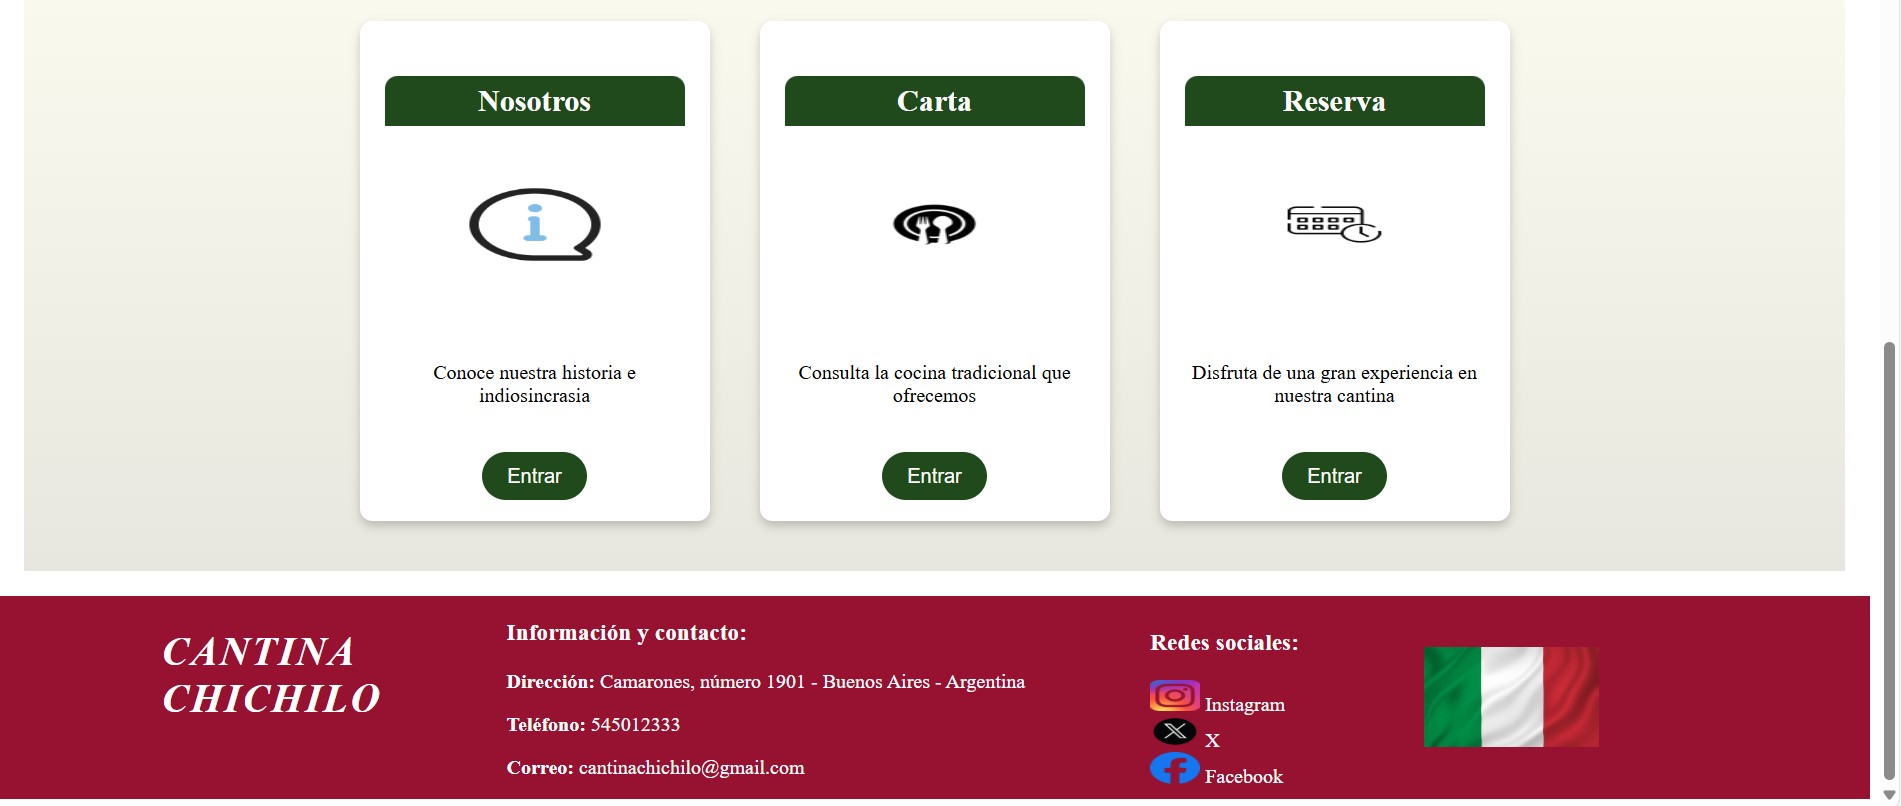 Nosotros
Conoce nuestra historia e
indiosincrasia
Entrar
Carta
Consulta la cocina tradicional que
ofrecemos
Entrar
Reserva
Disfruta de una gran experiencia en
nuestra cantina
Entrar
CANTINA
CHICHILO
Información y contacto:
Dirección: Camarones, número 1901 - Buenos Aires - Argentina
Teléfono: 545012333
Correo: cantinachichilo@gmail.com
Redes sociales:
Instagram
X
Facebook